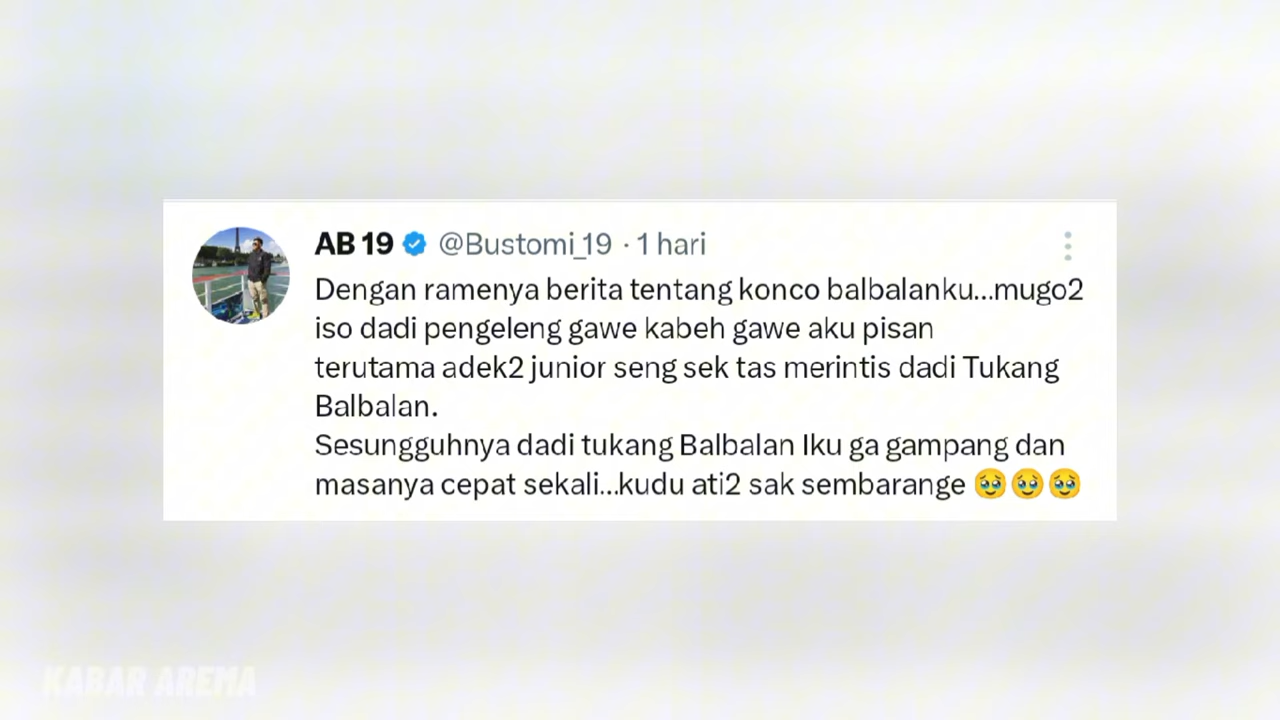 AB 19 @Bustomi_19 · 1 hari
Dengan ramenya berita tentang konco balbalanku...mugo2
iso dadi pengeleng gawe kabeh gawe aku pisan
terutama adek2 junior seng sek tas merintis dadi Tukang
Balbalan.
Sesungguhnya dadi tukang Balbalan Iku ga gampang dan
masanya cepat sekali...kudu ati2 sak sembarange 🥹🥹🥹
KABAR AREMA